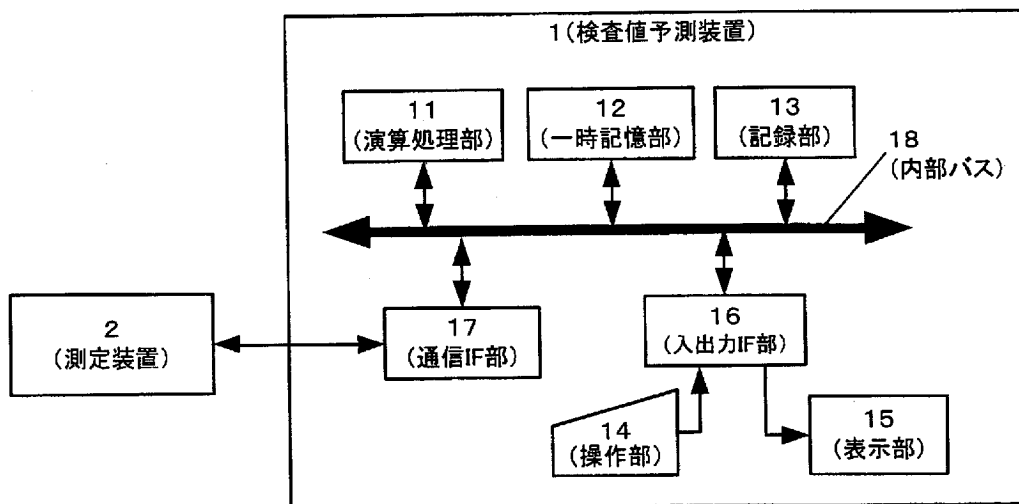 1(検査値予測装置)
11
(演算処理部)
12
(一時記憶部)
13
(記録部)
18
(内部バス)
2
(測定装置)
17
(通信IF部)
16
(入出力IF部)
14
(操作部)
15
(表示部)